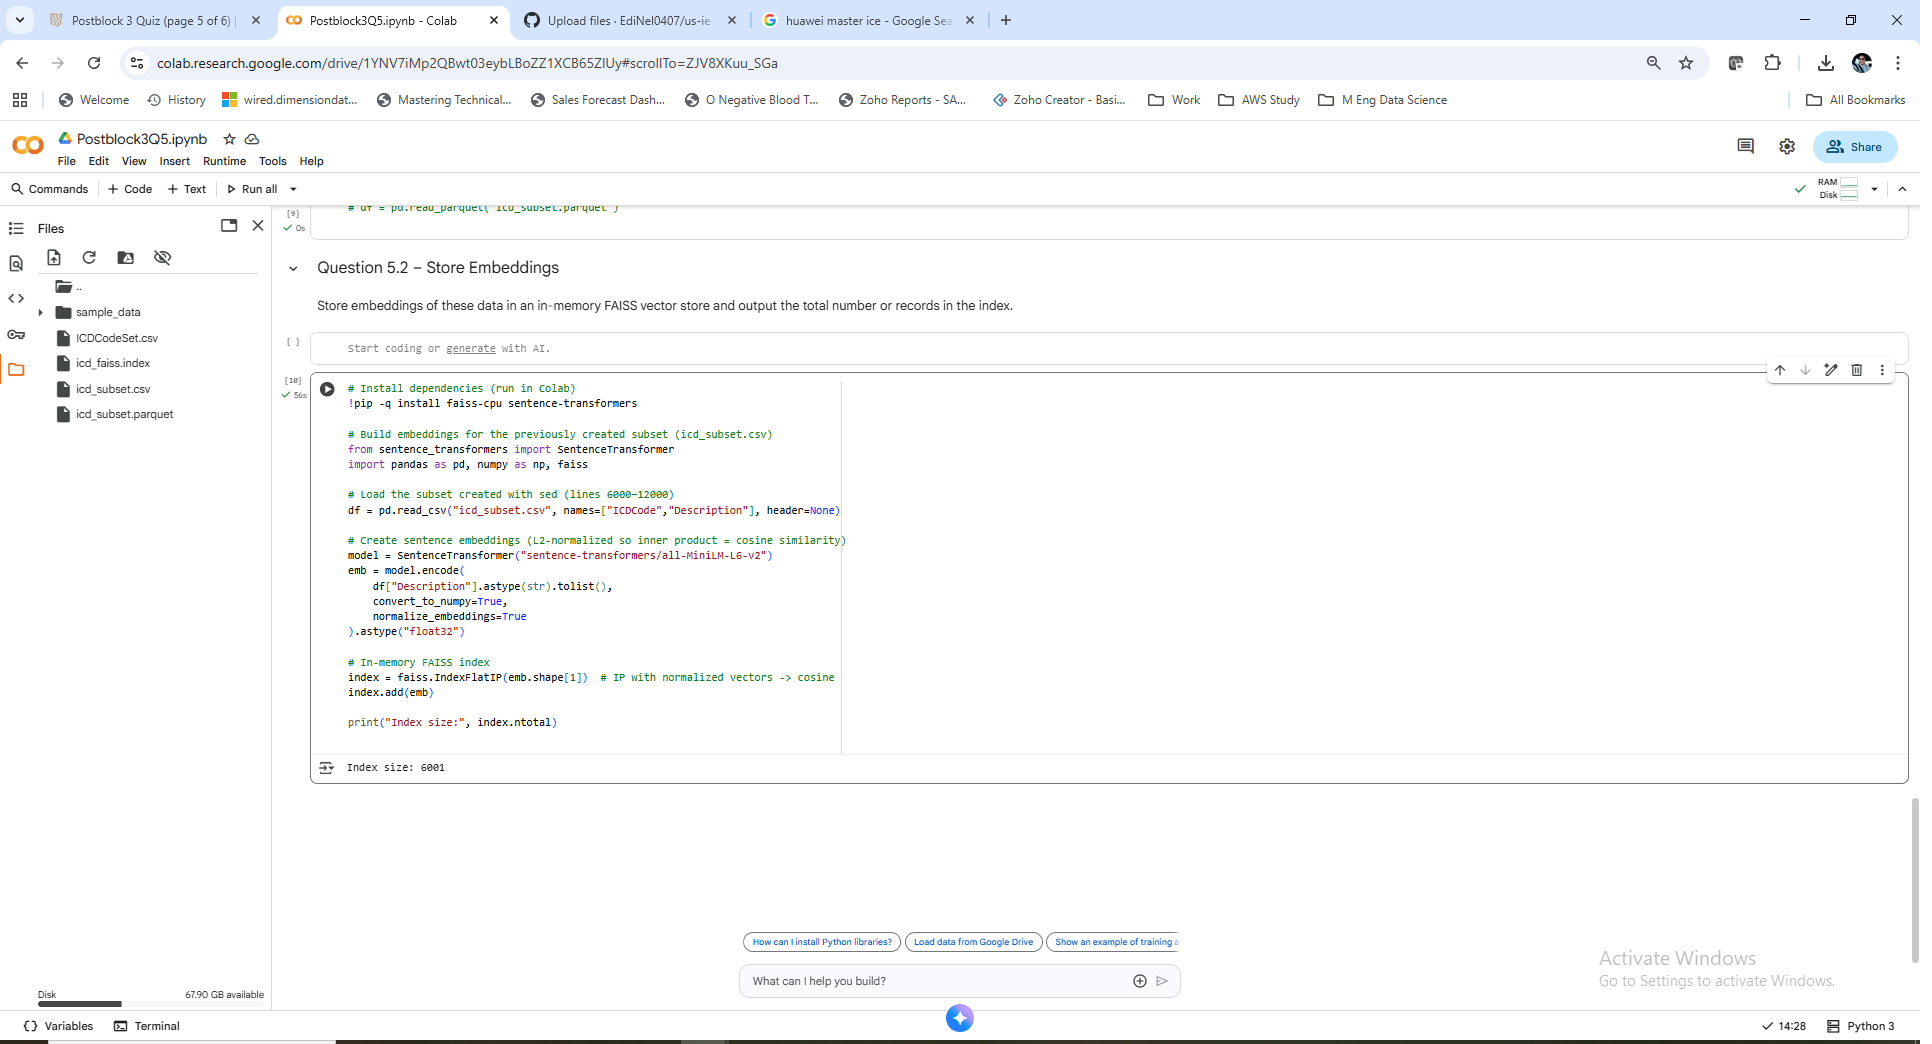 Postblock 3 Quiz (page 5 of 6) |
Postblock3Q5.ipynb - Colab
Upload files · EdiNel0407/us-ie-
huawei master ice - Google Sea
colab.research.google.com/drive/1YNV7iMp2QBwt03eybLBoZZ1XCB65ZlUy#scrollTo=ZJV8XKuu_SGa
Welcome
History
wired.dimensiondat...
Mastering Technical...
Sales Forecast Dash...
O Negative Blood T...
Zoho Reports - SA...
Zoho Creator - Basi...
Work
AWS Study
M Eng Data Science
All Bookmarks
Postblock3Q5.ipynb
File Edit View Insert Runtime Tools Help
Share
Commands + Code + Text Run all
RAM
Disk
Files
..
sample_data
ICDCodeSet.csv
icd_faiss.index
icd_subset.csv
icd_subset.parquet
Disk 67.90 GB available
[9]
0s
# df = pd.read_parquet('icd_subset.parquet')
Question 5.2 – Store Embeddings
Store embeddings of these data in an in-memory FAISS vector store and output the total number or records in the index.
[ ]
Start coding or generate with AI.
[10]
56s
# Install dependencies (run in Colab)
!pip -q install faiss-cpu sentence-transformers
# Build embeddings for the previously created subset (icd_subset.csv)
from sentence_transformers import SentenceTransformer
import pandas as pd, numpy as np, faiss
# Load the subset created with sed (lines 6000–12000)
df = pd.read_csv("icd_subset.csv", names=["ICDCode","Description"], header=None)
# Create sentence embeddings (L2-normalized so inner product = cosine similarity)
model = SentenceTransformer("sentence-transformers/all-MiniLM-L6-v2")
emb = model.encode(
df["Description"].astype(str).tolist(),
convert_to_numpy=True,
normalize_embeddings=True
).astype("float32")
# In-memory FAISS index
index = faiss.IndexFlatIP(emb.shape[1])  # IP with normalized vectors -> cosine
index.add(emb)
print("Index size:", index.ntotal)
Index size: 6001
How can I install Python libraries?
Load data from Google Drive
Show an example of training a
What can I help you build?
Activate Windows
Go to Settings to activate Windows.
Variables
Terminal
14:28
Python 3